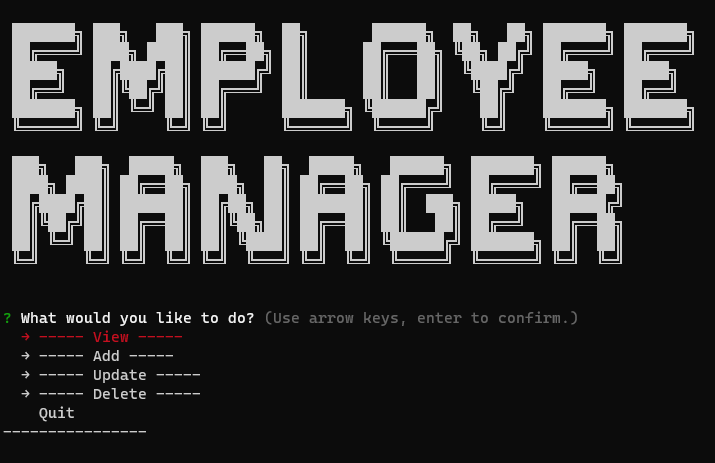 EMPLOYEE
MANAGER
? What would you like to do? (Use arrow keys, enter to confirm.)
→ ----- View -----
→ ----- Add -----
→ ----- Update -----
→ ----- Delete -----
Quit
----------------